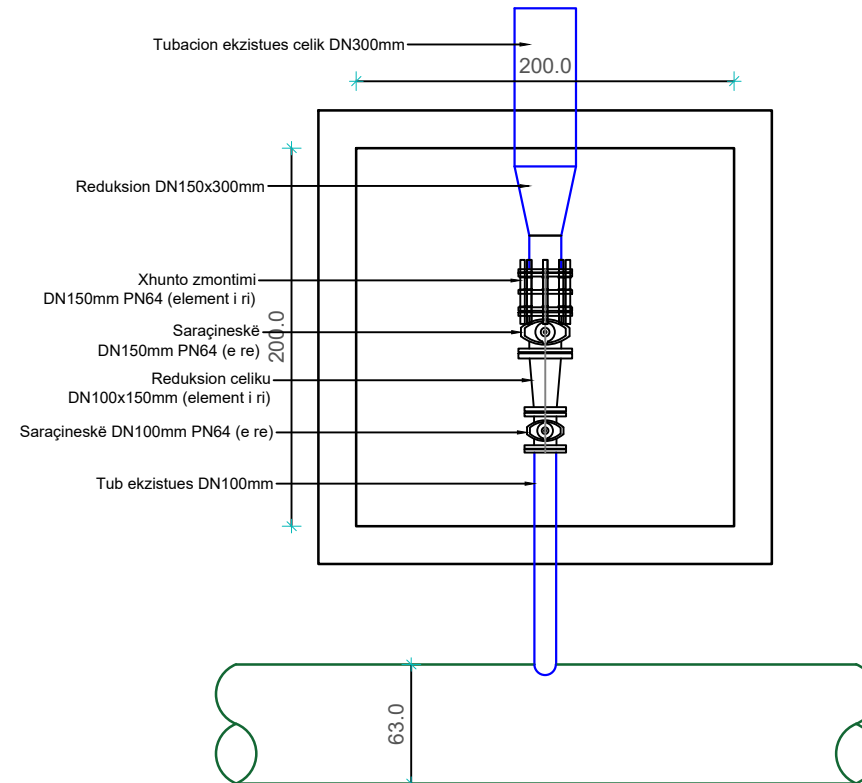 Tubacion ekzistues celik DN300mm
200.0
Reduksion DN150x300mm
Xhunto zmontimi
DN150mm PN64 (element i ri)
Saraçineskë
DN150mm PN64 (e re)
200.0
Reduksion celiku
DN100x150mm (element i ri)
Saraçineskë DN100mm PN64 (e re)
Tub ekzistues DN100mm
63.0